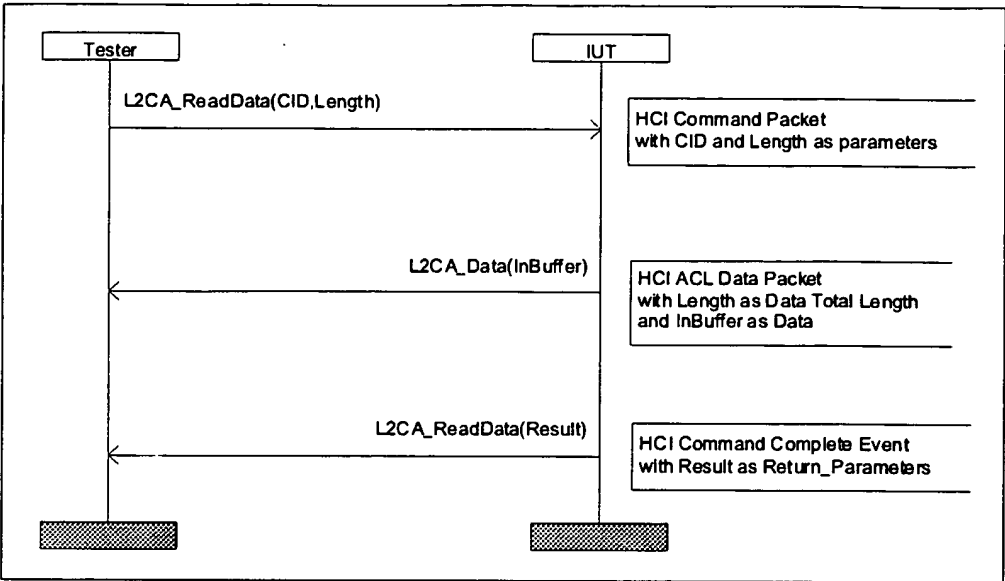 Tester
IUT
L2CA_ReadData(CID,Length)
HCI Command Packet
with CID and Length as parameters
L2CA_Data(InBuffer)
HCI ACL Data Packet
with Length as Data Total Length
and InBuffer as Data
L2CA_ReadData(Result)
HCI Command Complete Event
with Result as Return_Parameters